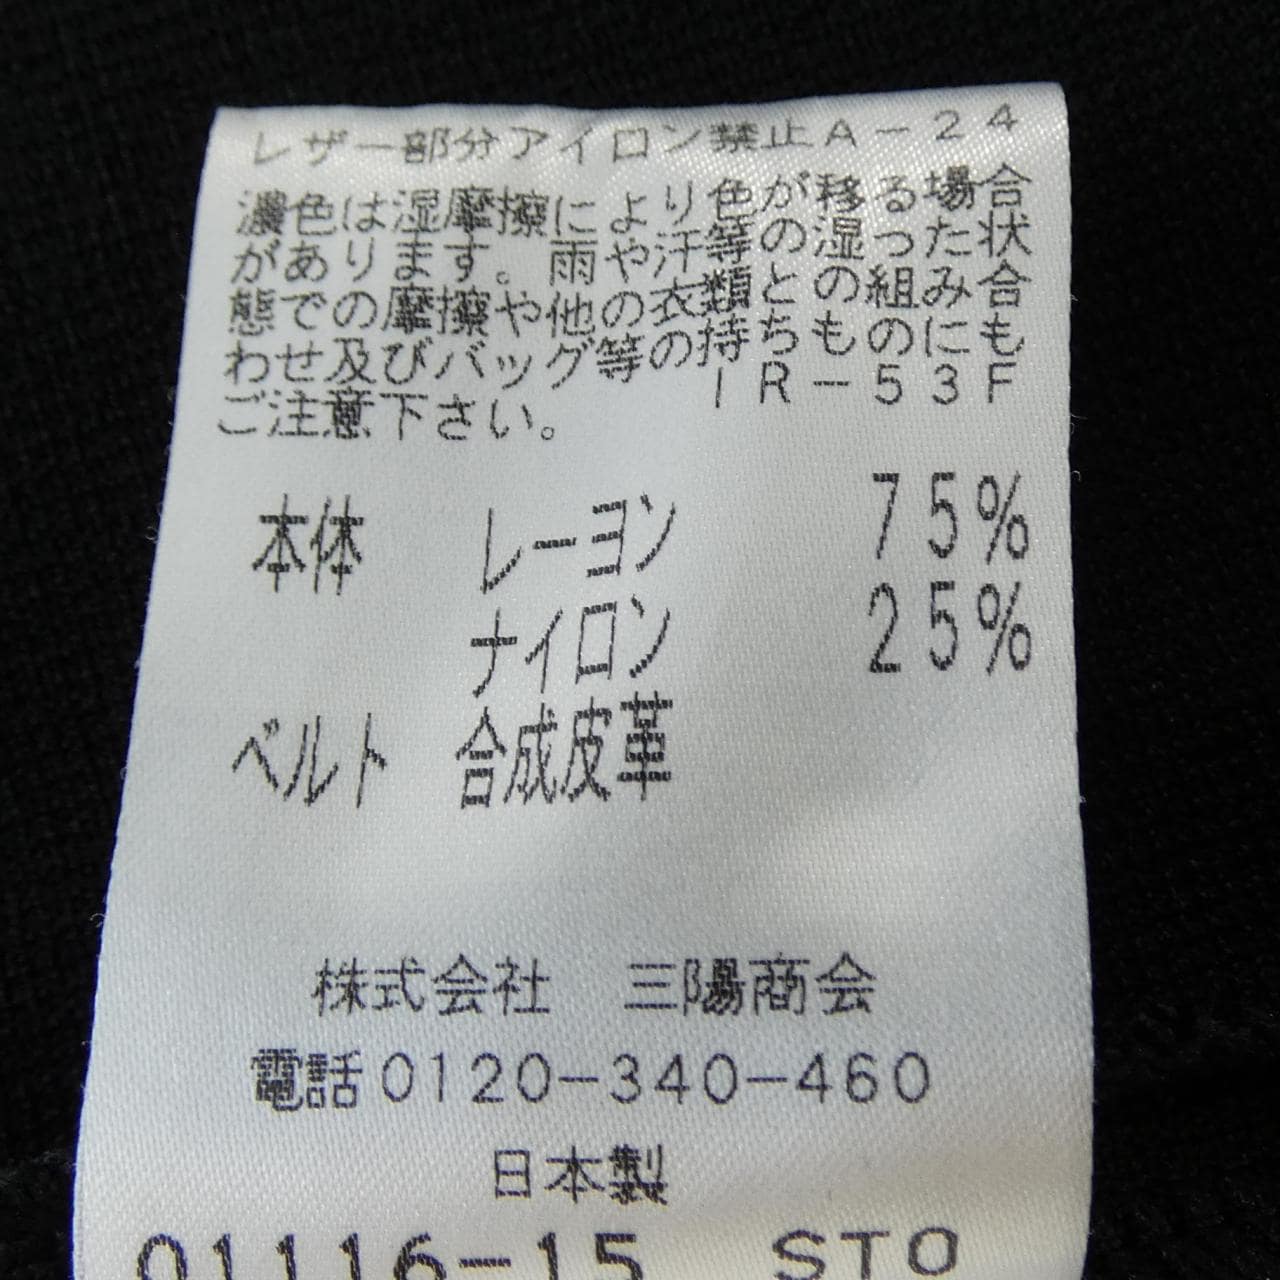 レザー部分アイロン禁止A-24
濃色は湿摩擦により色が移る場合
があります。雨や汗等の湿った状
態での摩擦や他の衣類との組み合
わせ及びバッグ等の持ちものにも
ご注意下さい。 IR-53F
本体 レーヨン 75%
ナイロン 25%
ベルト 合成皮革
株式会社 三陽商会
電話0120-340-460
日本製
01116-15 STO